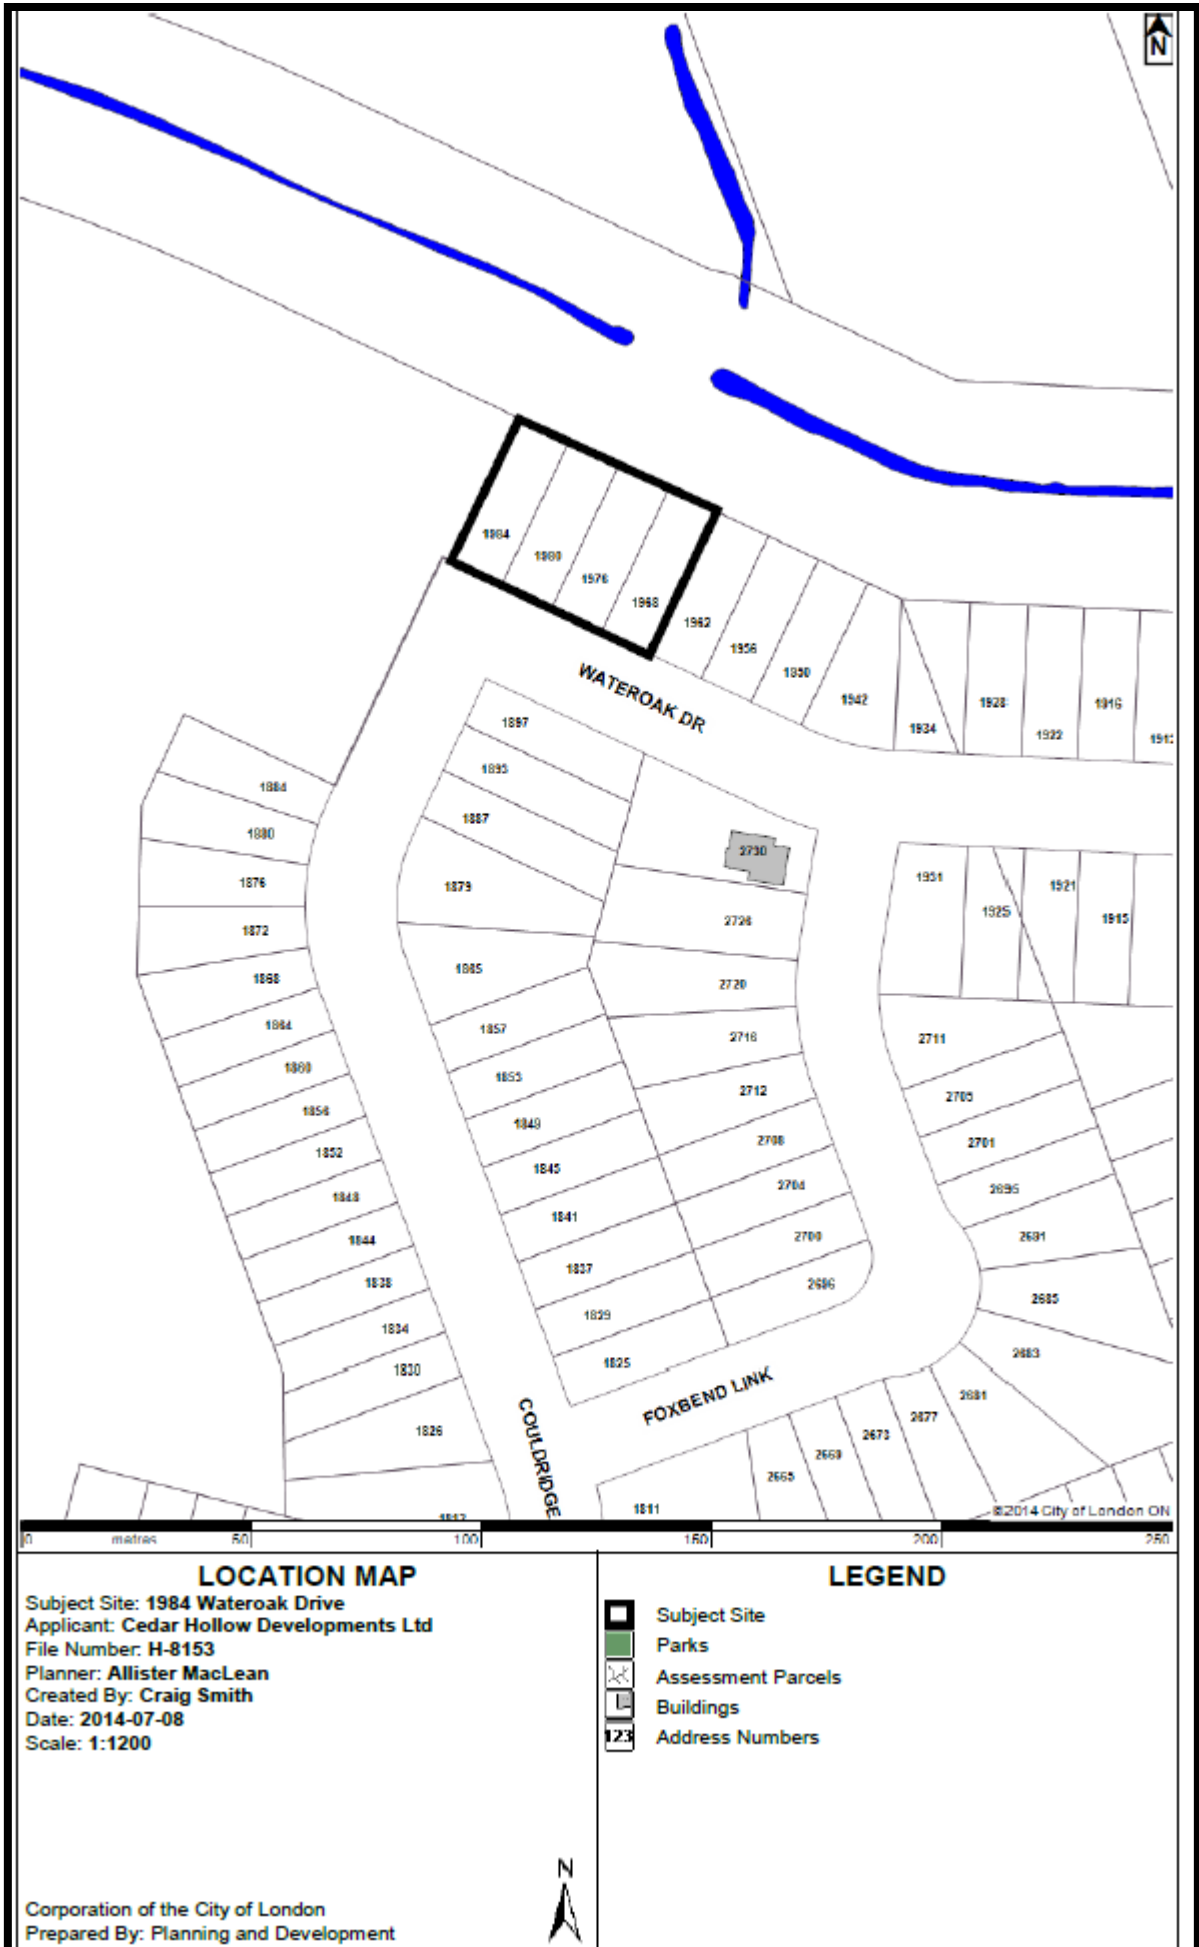 N
1984
1980
1976
1968
1962
1956
1950
1942
1934
1928
1922
1916
WATEROAK DR
1897
1893
1887
1879
1884
1880
1876
1872
1868
1864
1860
1856
1852
1848
1844
1838
1834
1830
1826
2730
2726
2720
2716
2712
2708
2704
2700
2696
1931
1925
1921
1915
1865
1857
1853
1849
1845
1841
1837
1829
1825
2711
2705
2701
2695
2691
2685
2683
2681
2677
2673
2669
2665
1811
FOXBEND LINK
COULDRIDGE
©2014 City of London ON
0 metres 50 100 150 200 250
LOCATION MAP
Subject Site: 1984 Wateroak Drive
Applicant: Cedar Hollow Developments Ltd
File Number: H-8153
Planner: Allister MacLean
Created By: Craig Smith
Date: 2014-07-08
Scale: 1:1200
Corporation of the City of London
Prepared By: Planning and Development
N
LEGEND
Subject Site
Parks
Assessment Parcels
Buildings
123 Address Numbers